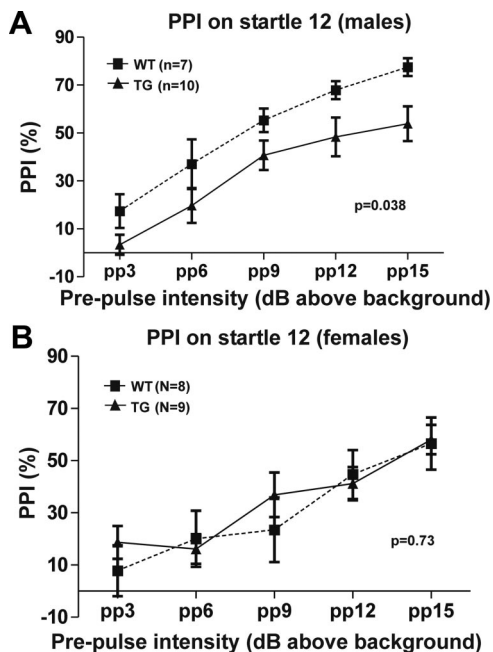 A
PPI on startle 12 (males)
90
70
50
30
10
-10
PPI (%)
WT (n=7)
TG (n=10)
p=0.038
pp3 pp6 pp9 pp12 pp15
Pre-pulse intensity (dB above background)
B
PPI on startle 12 (females)
90
70
50
30
10
-10
PPI (%)
WT (N=8)
TG (N=9)
p=0.73
pp3 pp6 pp9 pp12 pp15
Pre-pulse intensity (dB above background)